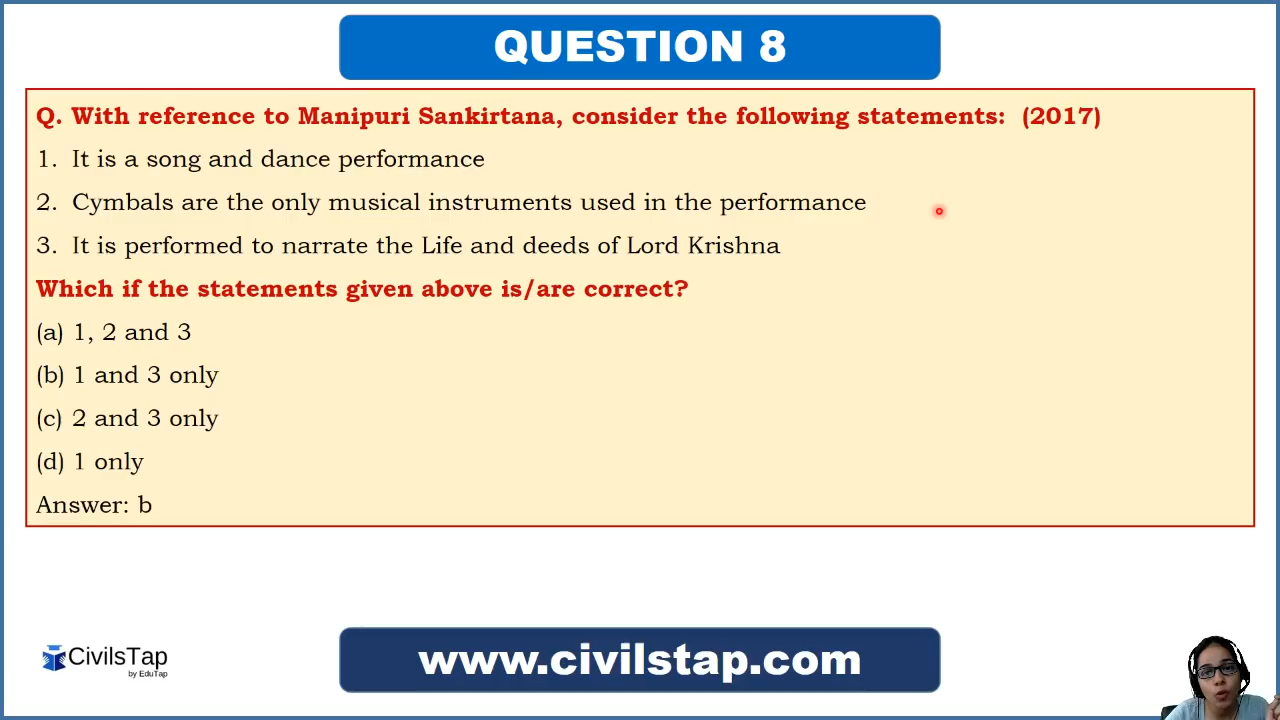 QUESTION 8
Q. With reference to Manipuri Sankirtana, consider the following statements: (2017)
1. It is a song and dance performance
2. Cymbals are the only musical instruments used in the performance
3. It is performed to narrate the Life and deeds of Lord Krishna
Which if the statements given above is/are correct?
(a) 1, 2 and 3
(b) 1 and 3 only
(c) 2 and 3 only
(d) 1 only
Answer: b
CivilsTap
by EduTap
www.civilstap.com